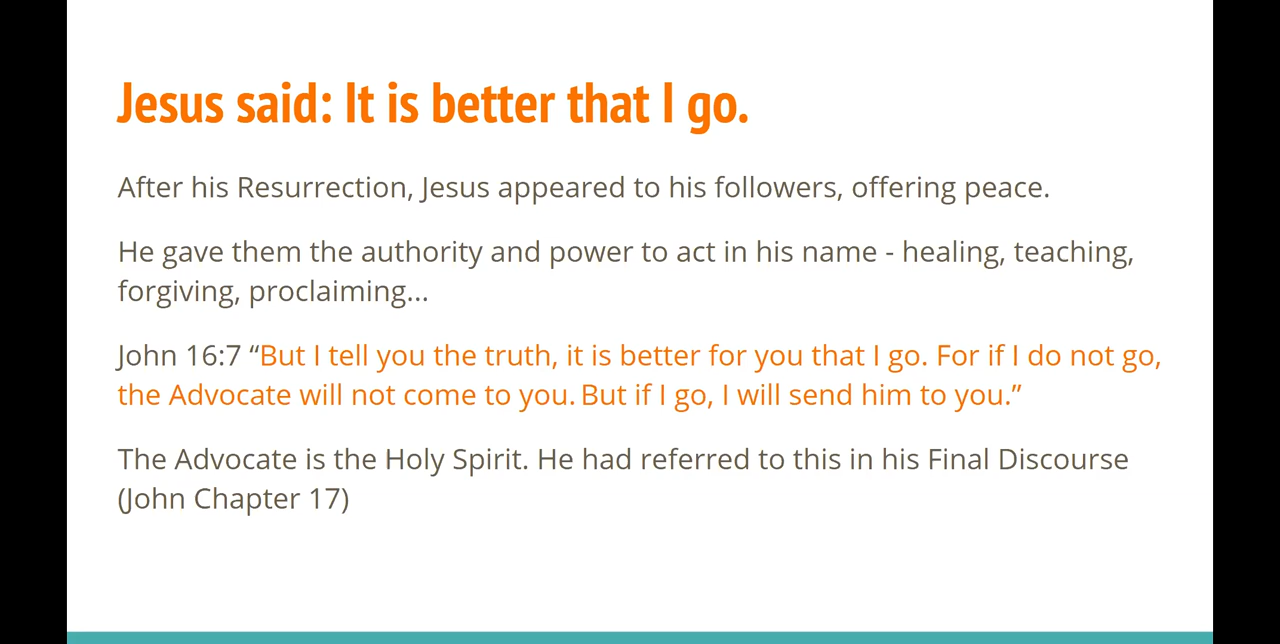 Jesus said: It is better that I go.
After his Resurrection, Jesus appeared to his followers, offering peace.
He gave them the authority and power to act in his name - healing, teaching,
forgiving, proclaiming...
John 16:7 “But I tell you the truth, it is better for you that I go. For if I do not go,
the Advocate will not come to you. But if I go, I will send him to you.”
The Advocate is the Holy Spirit. He had referred to this in his Final Discourse
(John Chapter 17)